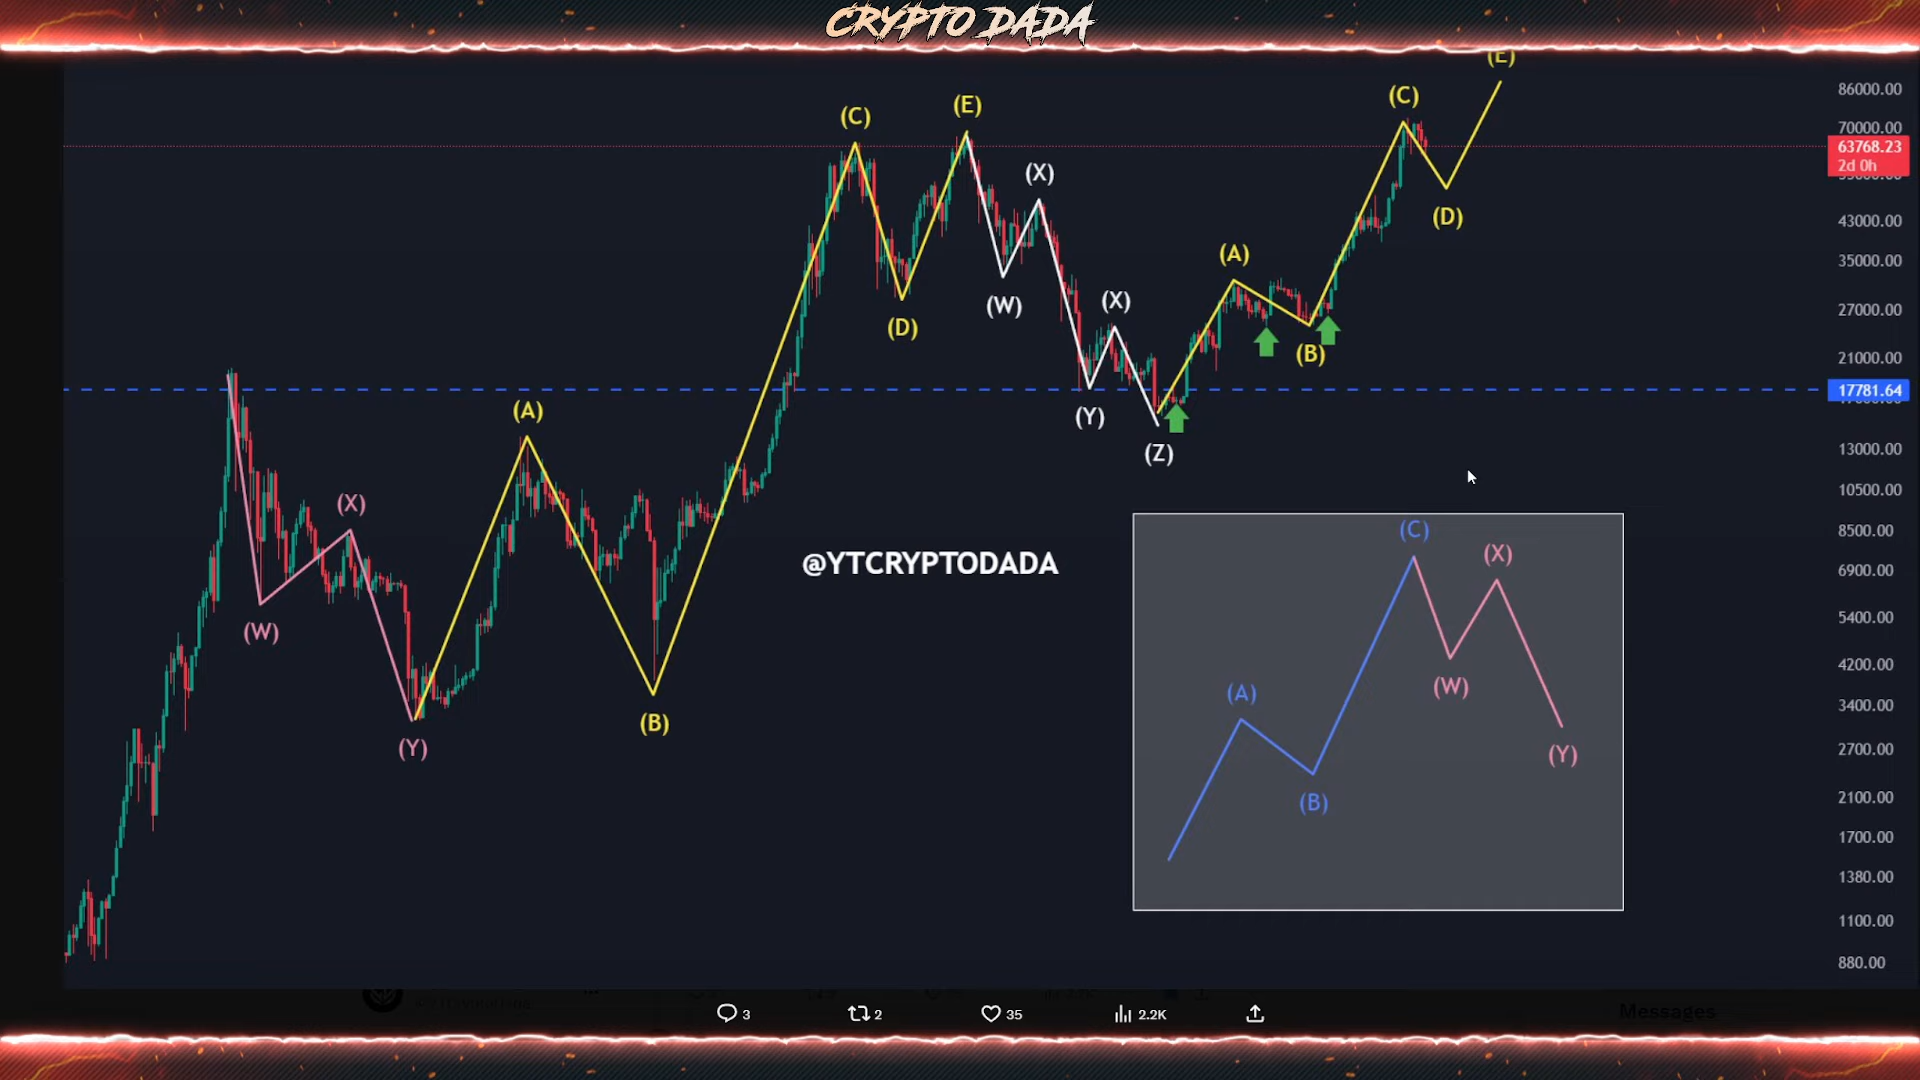 CRYPTO DADA
(E)
(C)
86000.00
(E)
(C)
70000.00
63768.23
2d 0h
(X)
(D)
43000.00
(A)
35000.00
(W)
(X)
27000.00
(D)
(B)
21000.00
17781.64
(A)
(Y)
(Z)
13000.00
10500.00
(X)
8500.00
(C)
(X)
@YTCRYPTODADA
6900.00
5400.00
(W)
4200.00
(W)
(A)
3400.00
(B)
(Y)
2700.00
(Y)
2100.00
(B)
1700.00
1380.00
1100.00
880.00
3
2
35
2.2K
Messages